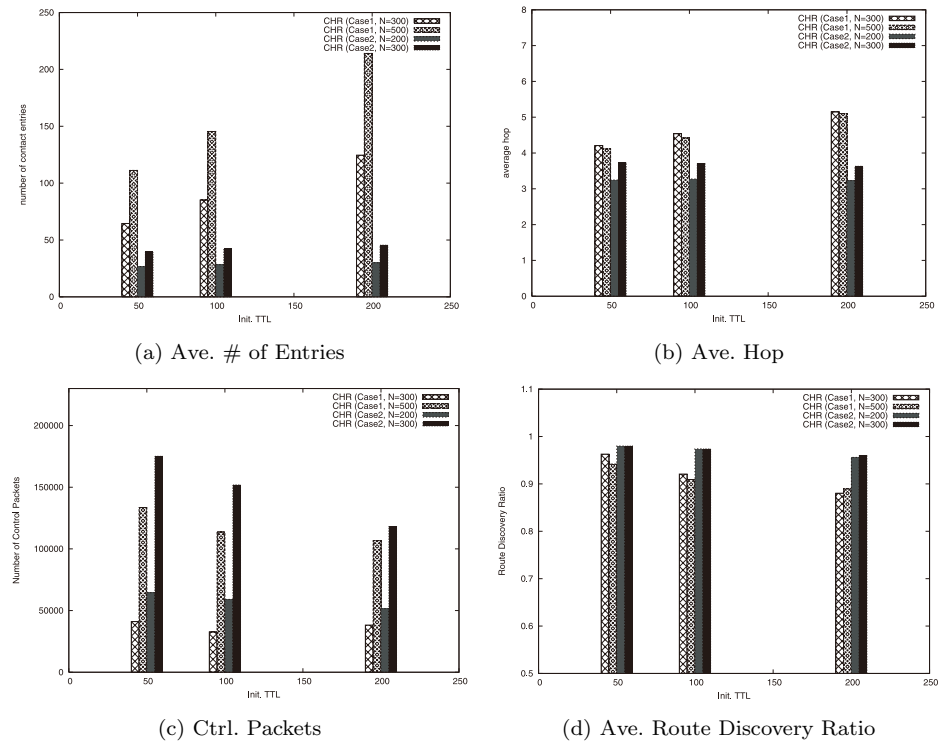 CHR (Case1, N=300)
CHR (Case1, N=500)
CHR (Case2, N=200)
CHR (Case2, N=300)
number of contact entries
250
200
150
100
50
0
0 50 100 150 200 250
Init. TTL
(a) Ave. # of Entries
CHR (Case1, N=300)
CHR (Case1, N=500)
CHR (Case2, N=200)
CHR (Case2, N=300)
average hop
8
7
6
5
4
3
2
1
0
0 50 100 150 200 250
Init. TTL
(b) Ave. Hop
CHR (Case1, N=300)
CHR (Case1, N=500)
CHR (Case2, N=200)
CHR (Case2, N=300)
Number of Control Packets
200000
150000
100000
50000
0
0 50 100 150 200 250
Init. TTL
(c) Ctrl. Packets
CHR (Case1, N=300)
CHR (Case1, N=500)
CHR (Case2, N=200)
CHR (Case2, N=300)
Route Discovery Ratio
1.1
1
0.9
0.8
0.7
0.6
0.5
0 50 100 150 200 250
Init. TTL
(d) Ave. Route Discovery Ratio